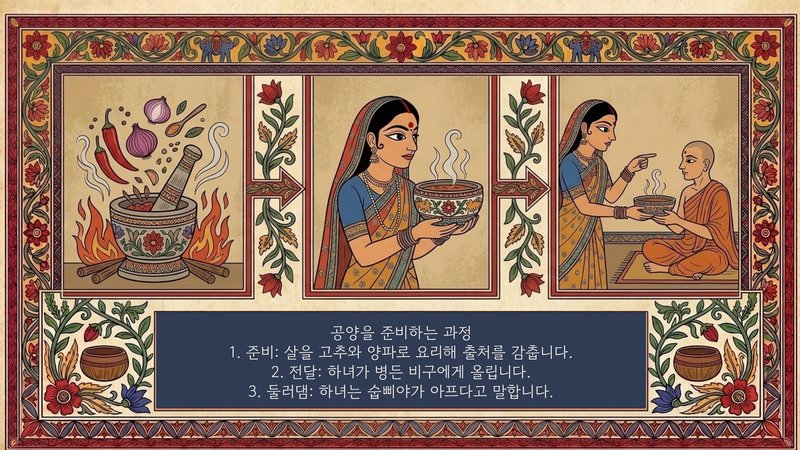 공양을 준비하는 과정
1. 준비: 살을 고추와 양파로 요리해 출처를 감춥니다.
2. 전달: 하녀가 병든 비구에게 올립니다.
3. 둘러댐: 하녀는 숩삐야가 아프다고 말합니다.